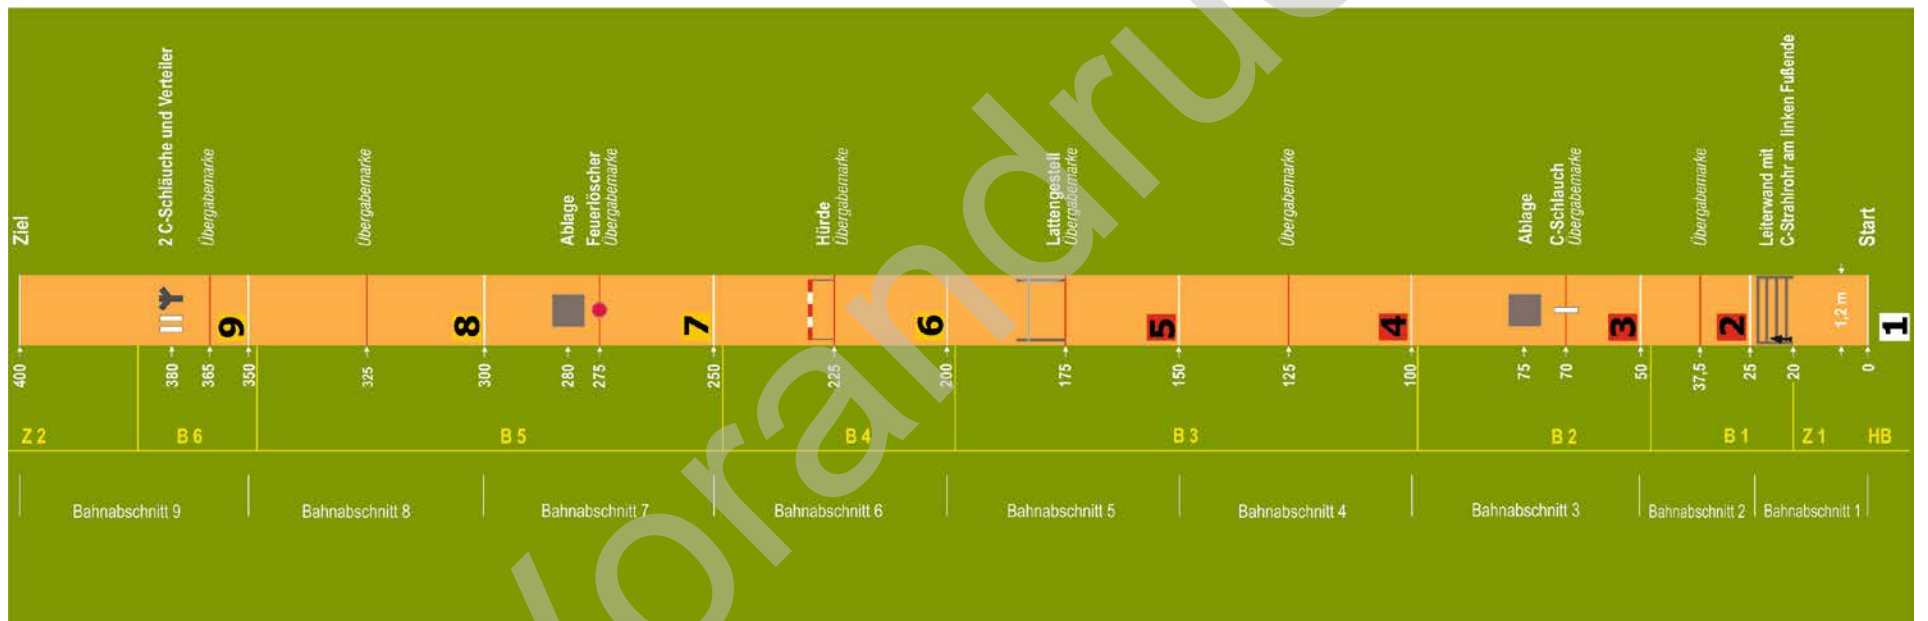 Ziel
2 C-Schläuche und Verteiler
Übergabemarke
Übergabemarke
Ablage
Feuerlöscher
Übergabemarke
Hürde
Übergabemarke
Lattengestell
Übergabemarke
Übergabemarke
Ablage
C-Schlauch
Übergabemarke
Übergabemarke
Leiterwand mit
C-Strahlrohr am linken Fußende
Start
9
8
7
6
5
4
3
2
1,2 m
1
400
380
365
350
325
300
280
275
250
225
200
175
150
125
100
75
70
50
37,5
25
20
0
Z 2
B 6
B 5
B 4
B 3
B 2
B 1
Z 1
HB
Bahnabschnitt 9
Bahnabschnitt 8
Bahnabschnitt 7
Bahnabschnitt 6
Bahnabschnitt 5
Bahnabschnitt 4
Bahnabschnitt 3
Bahnabschnitt 2
Bahnabschnitt 1
Vorandruc